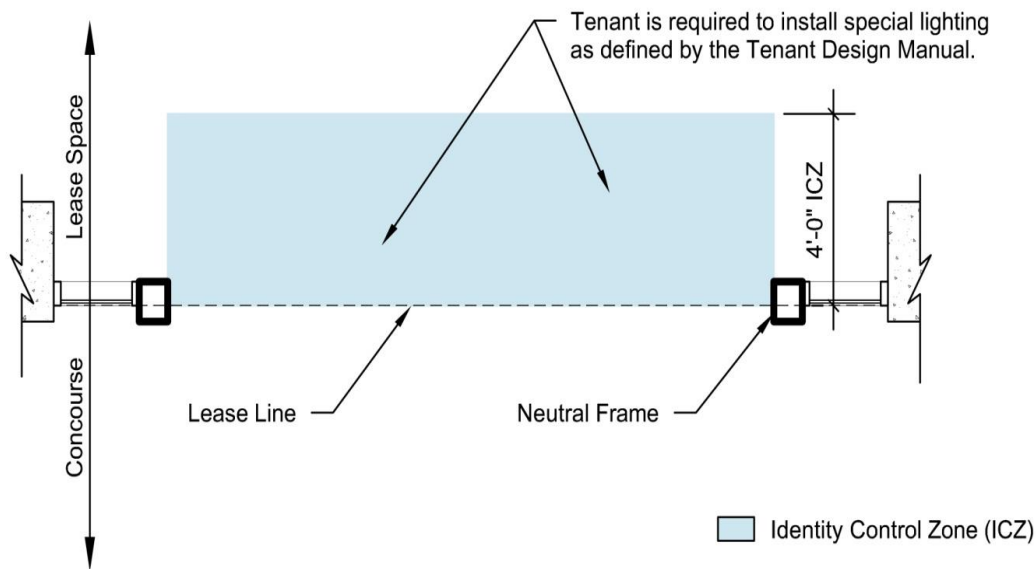 Tenant is required to install special lighting
as defined by the Tenant Design Manual.
Lease Space
4'-0" ICZ
Concourse
Lease Line
Neutral Frame
Identity Control Zone (ICZ)